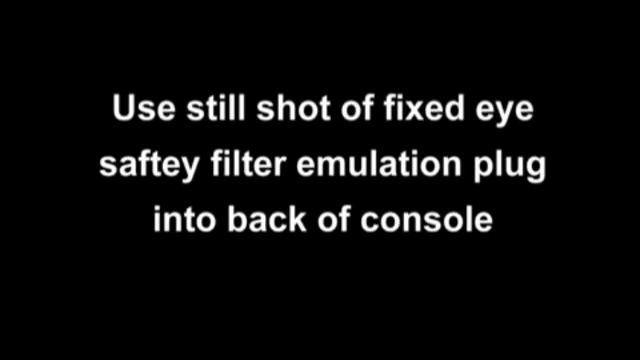 Use still shot of fixed eye
saftey filter emulation plug
into back of console